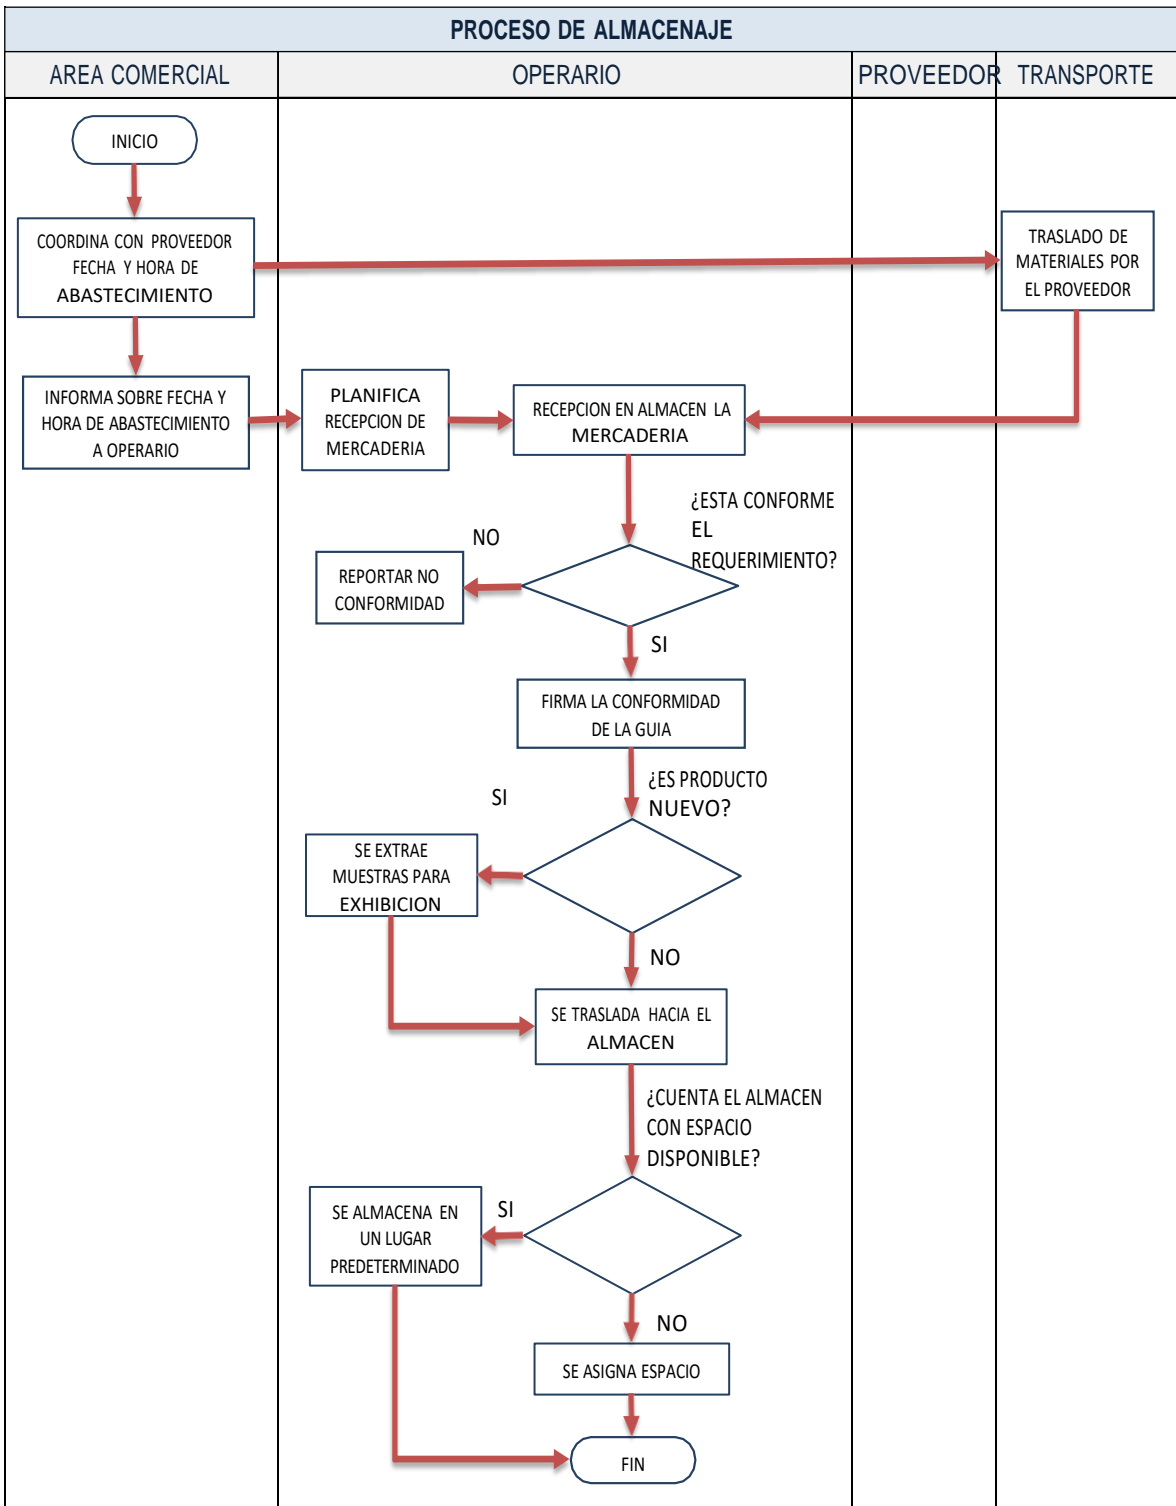 PROCESO DE ALMACENAJE
AREA COMERCIAL
OPERARIO
PROVEEDOR
TRANSPORTE
INICIO
COORDINA CON PROVEEDOR
FECHA Y HORA DE
ABASTECIMIENTO
TRASLADO DE
MATERIALES POR
EL PROVEEDOR
INFORMA SOBRE FECHA Y
HORA DE ABASTECIMIENTO
A OPERARIO
PLANIFICA
RECEPCION DE
MERCADERIA
RECEPCION EN ALMACEN LA
MERCADERIA
¿ESTA CONFORME
EL
REQUERIMIENTO?
NO
REPORTAR NO
CONFORMIDAD
SI
FIRMA LA CONFORMIDAD
DE LA GUIA
¿ES PRODUCTO
NUEVO?
SI
SE EXTRAE
MUESTRAS PARA
EXHIBICION
NO
SE TRASLADA HACIA EL
ALMACEN
¿CUENTA EL ALMACEN
CON ESPACIO
DISPONIBLE?
SI
SE ALMACENA EN
UN LUGAR
PREDETERMINADO
NO
SE ASIGNA ESPACIO
FIN